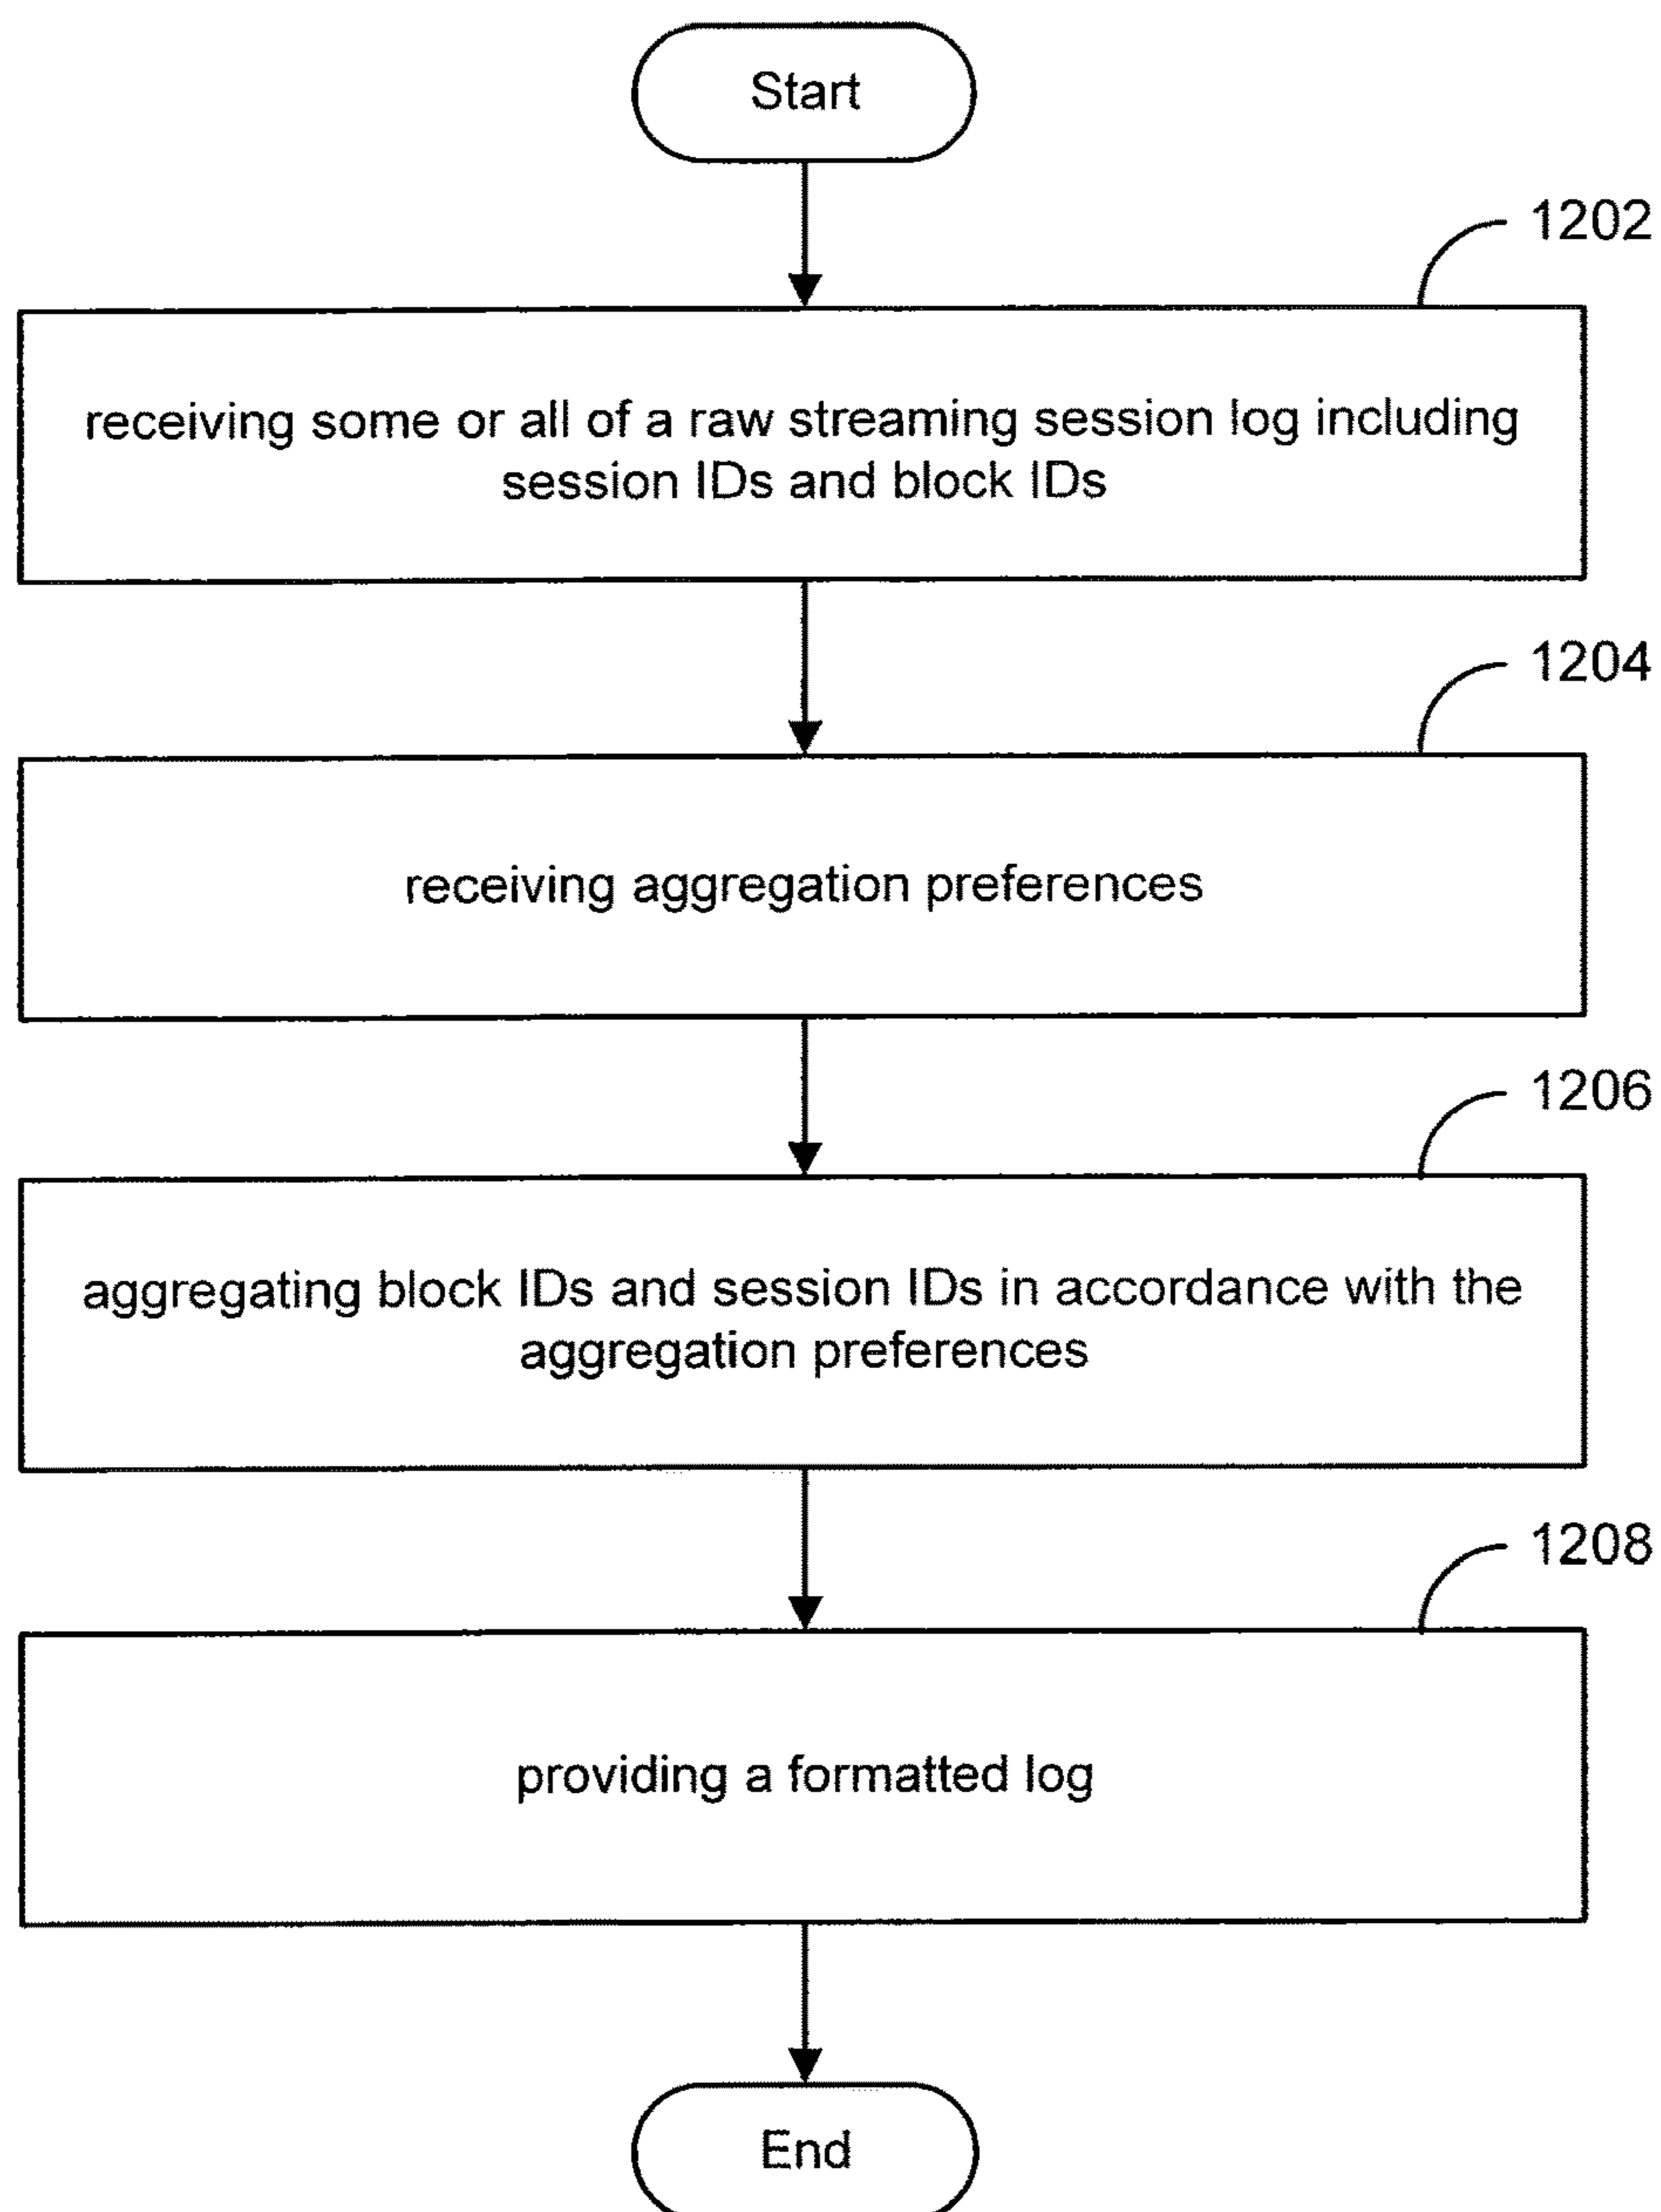 Start
1202
receiving some or all of a raw streaming session log including
session IDs and block IDs
1204
receiving aggregation preferences
1206
aggregating block IDs and session IDs in accordance with the
aggregation preferences
1208
providing a formatted log
End